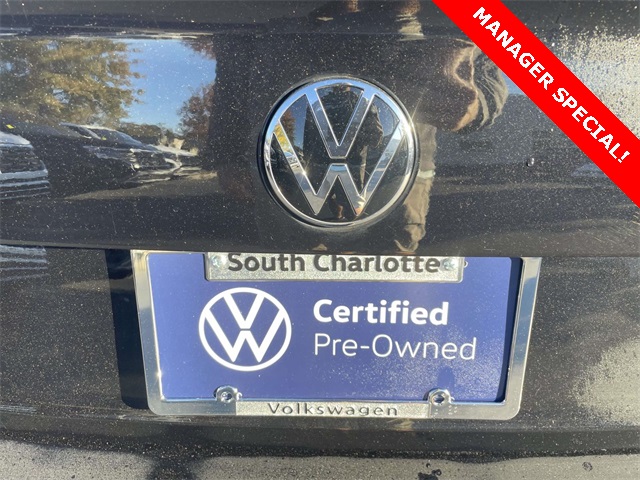 MANAGER SPECIAL!
South Charlotte
Certified
Pre-Owned
Volkswagen